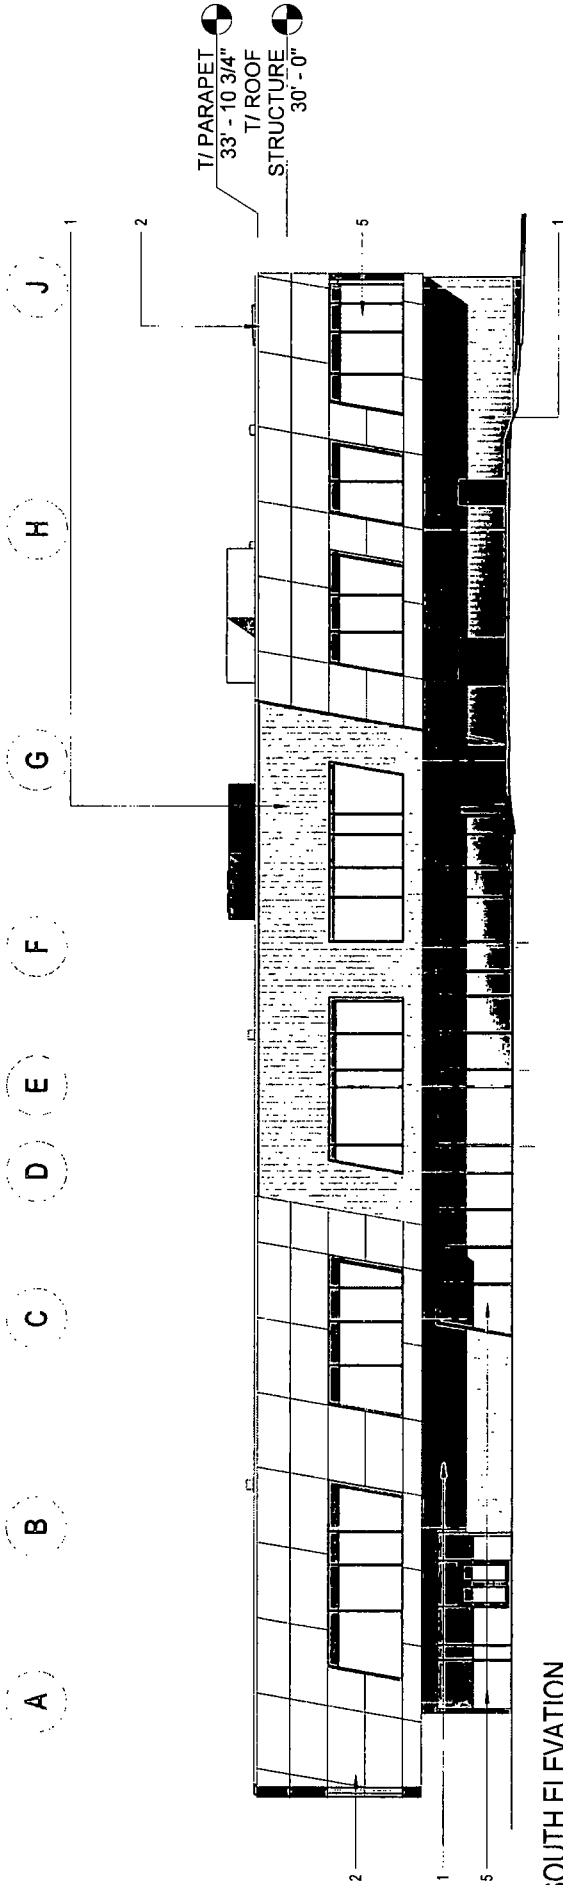 A B C D E F G H J
1
2
T/ PARAPET
33' - 10 3/4"
T/ ROOF
STRUCTURE
30' - 0"
5
1
2
1
5
SOUTH ELEVATION